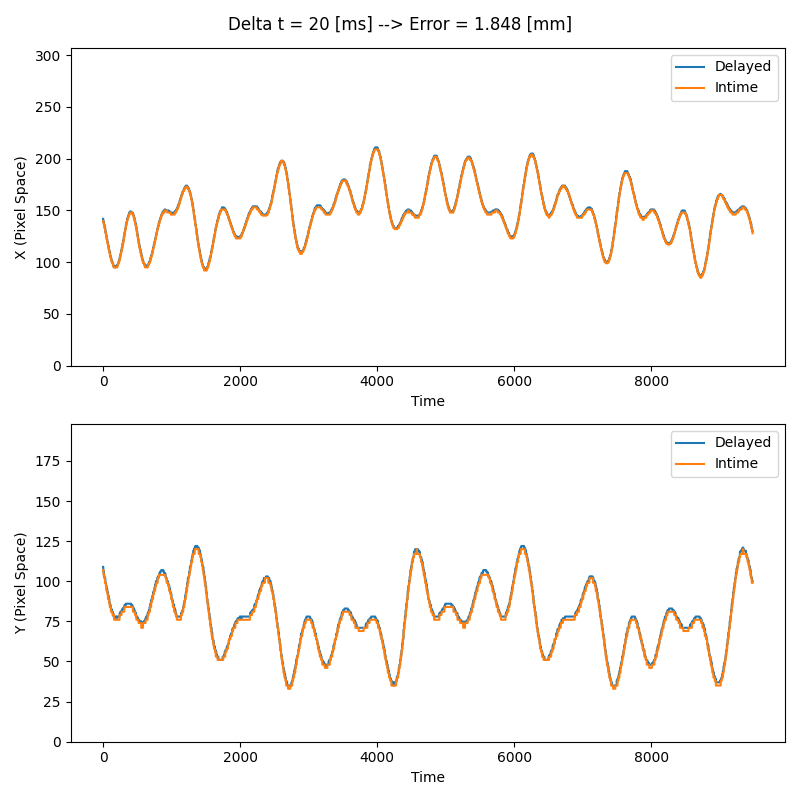 Delta t = 20 [ms] --> Error = 1.848 [mm]
300
250
200
150
100
50
0
X (Pixel Space)
Delayed
Intime
0 2000 4000 6000 8000
Time
175
150
125
100
75
50
25
0
Y (Pixel Space)
Delayed
Intime
0 2000 4000 6000 8000
Time